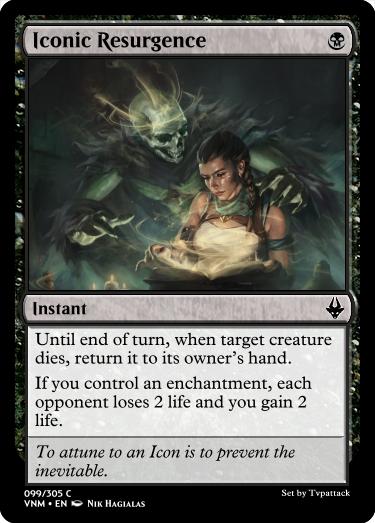 Iconic Resurgence
Instant
Until end of turn, when target creature
dies, return it to its owner's hand.
If you control an enchantment, each
opponent loses 2 life and you gain 2
life.
To attune to an Icon is to prevent the
inevitable.
099/305 C
VNM • EN Nik Hagialas
Set by Tvpattack